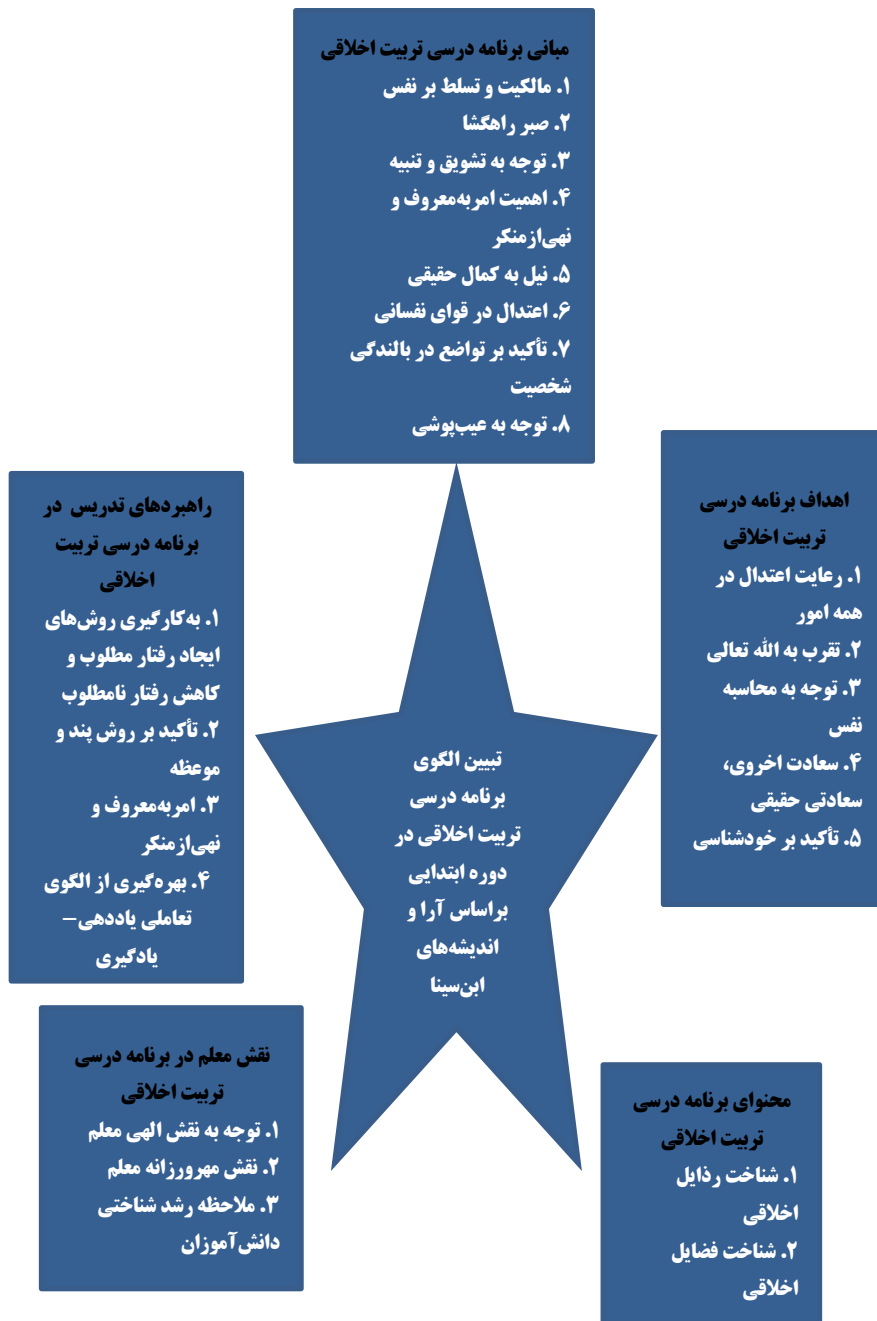 مبانی برنامه درسی تربیت اخلاقی
۱. مالکیت و تسلط بر نفس
۲. صبر راهگشا
۳. توجه به تشویق و تنبیه
۴. اهمیت امربه‌معروف و
نهی‌ازمنکر
۵. نیل به کمال حقیقی
۶. اعتدال در قوای نفسانی
۷. تأکید بر تواضع در بالندگی
شخصیت
۸. توجه به عیب‌پوشی
اهداف برنامه درسی
تربیت اخلاقی
۱. رعایت اعتدال در
همه امور
۲. تقرب به الله تعالی
۳. توجه به محاسبه
نفس
۴. سعادت اخروی،
سعادتی حقیقی
۵. تأکید بر خودشناسی
راهبردهای تدریس در
برنامه درسی تربیت
اخلاقی
۱. به‌کارگیری روش‌های
ایجاد رفتار مطلوب و
کاهش رفتار نامطلوب
۲. تأکید بر روش پند و
موعظه
۳. امربه‌معروف و
نهی‌ازمنکر
۴. بهره‌گیری از الگوی
تعاملی یاددهی–
یادگیری
تبیین الگوی
برنامه درسی
تربیت اخلاقی در
دوره ابتدایی
براساس آرا و
اندیشه‌های
ابن‌سینا
محنوای برنامه درسی
تربیت اخلاقی
۱. شناخت رذایل
اخلاقی
۲. شناخت فضایل
اخلاقی
نقش معلم در برنامه درسی
تربیت اخلاقی
۱. توجه به نقش الهی معلم
۲. نقش مهرورزانه معلم
۳. ملاحظه رشد شناختی
دانش‌آموزان